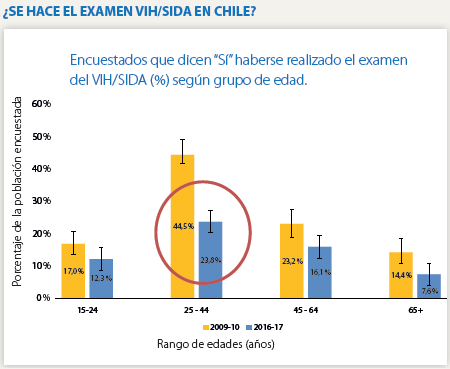 ¿SE HACE EL EXAMEN VIH/SIDA EN CHILE?
Encuestados que dicen “Sí” haberse realizado el examen
del VIH/SIDA (%) según grupo de edad.
Porcentaje de la población encuestada
60%
50%
40%
30%
20%
10%
0%
17,0%
12,3%
44,5%
23,8%
23,2%
16,1%
14,4%
7,6%
15-24
25 - 44
45 - 64
65+
2009-10
2016-17
Rango de edades (años)